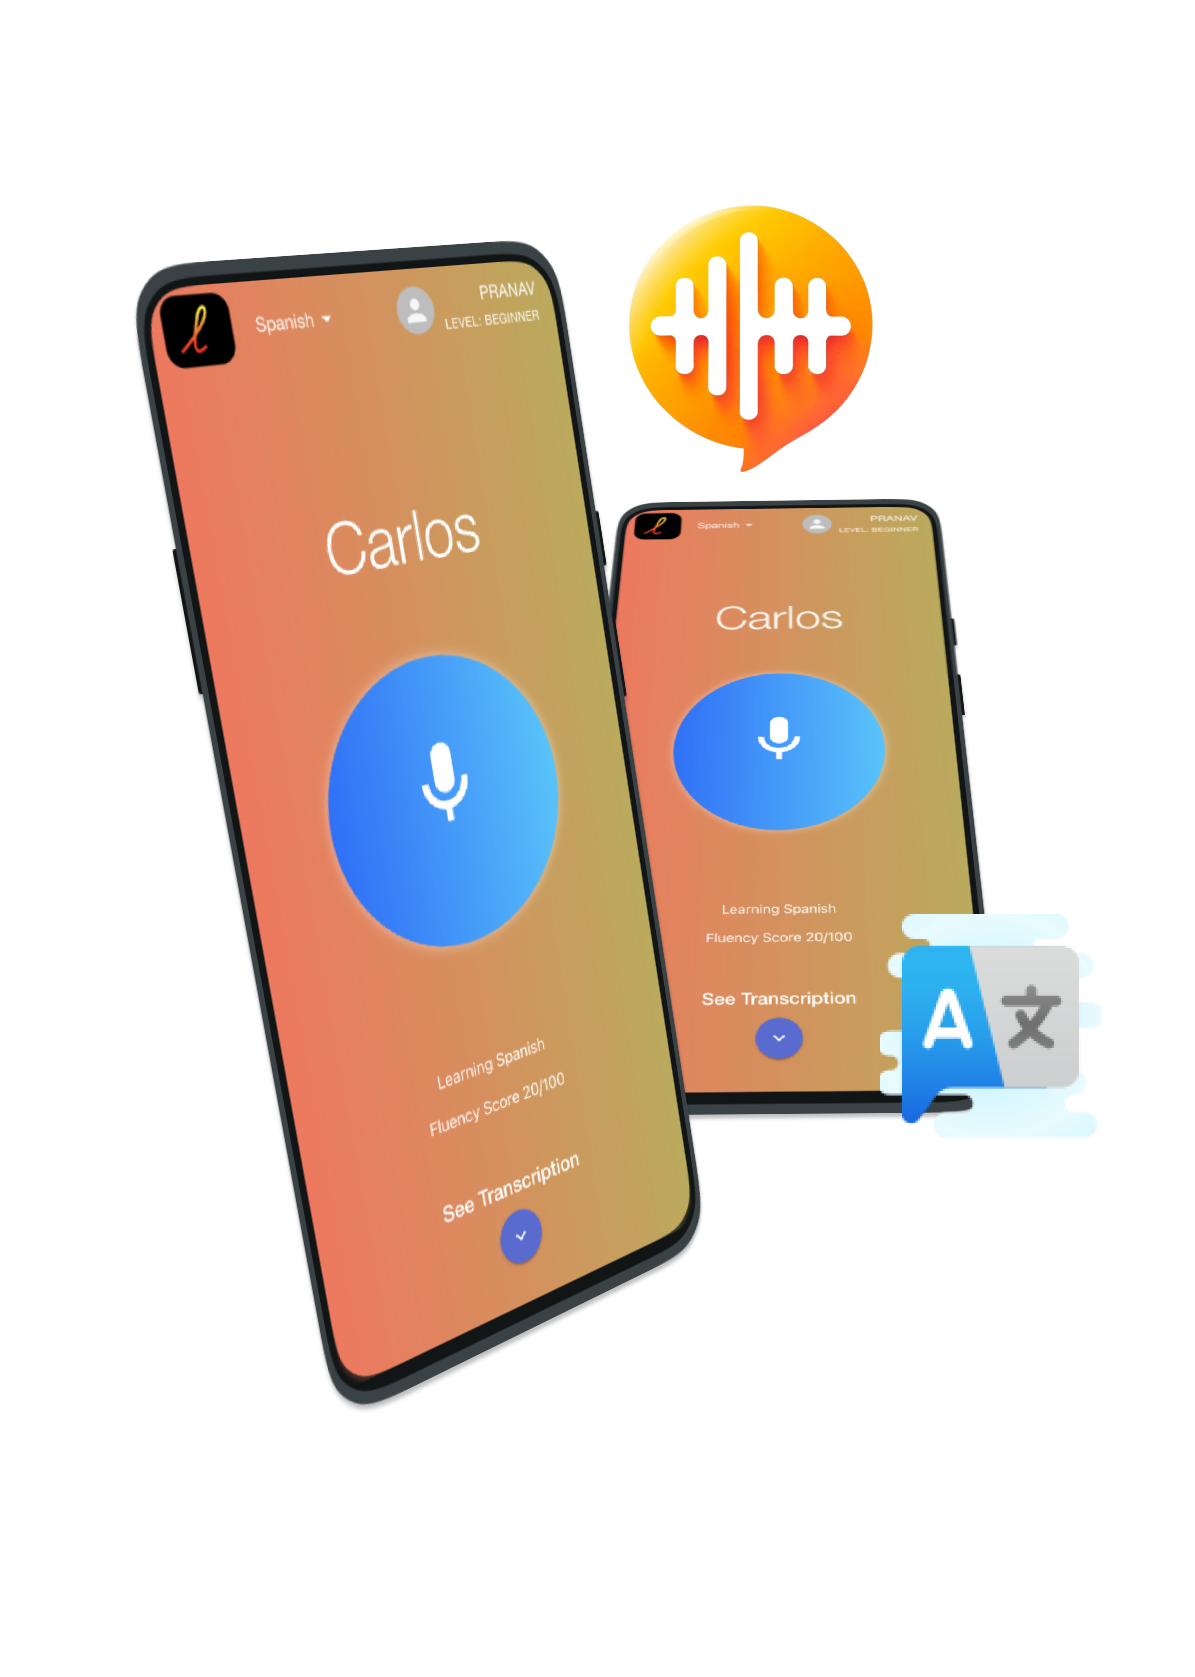 ℓ
Spanish
PRANAV
LEVEL: BEGINNER
Carlos
Learning Spanish
Fluency Score 20/100
See Transcription
ℓ
Spanish
PRANAV
LEVEL: BEGINNER
Carlos
Learning Spanish
Fluency Score 20/100
See Transcription
A 文